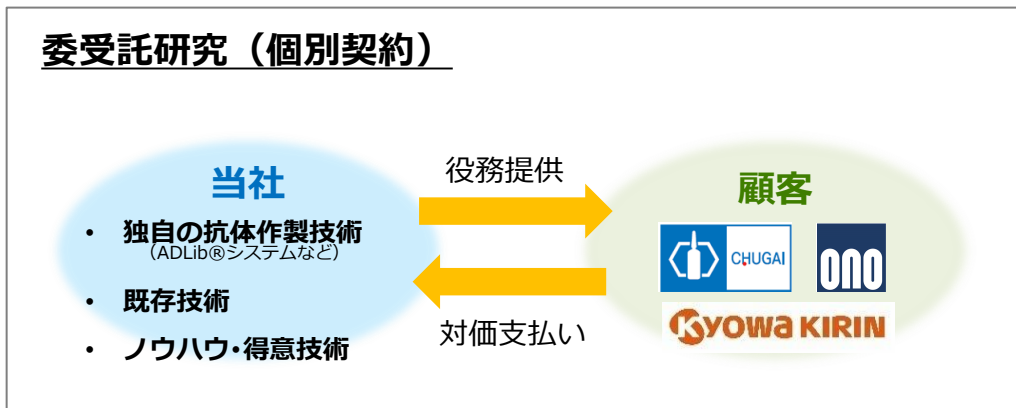 委受託研究（個別契約）
当社
・ 独自の抗体作製技術
（ADLib®システムなど）
・ 既存技術
・ ノウハウ・得意技術
役務提供
対価支払い
顧客
CHUGAI
ono
KYOWA KIRIN